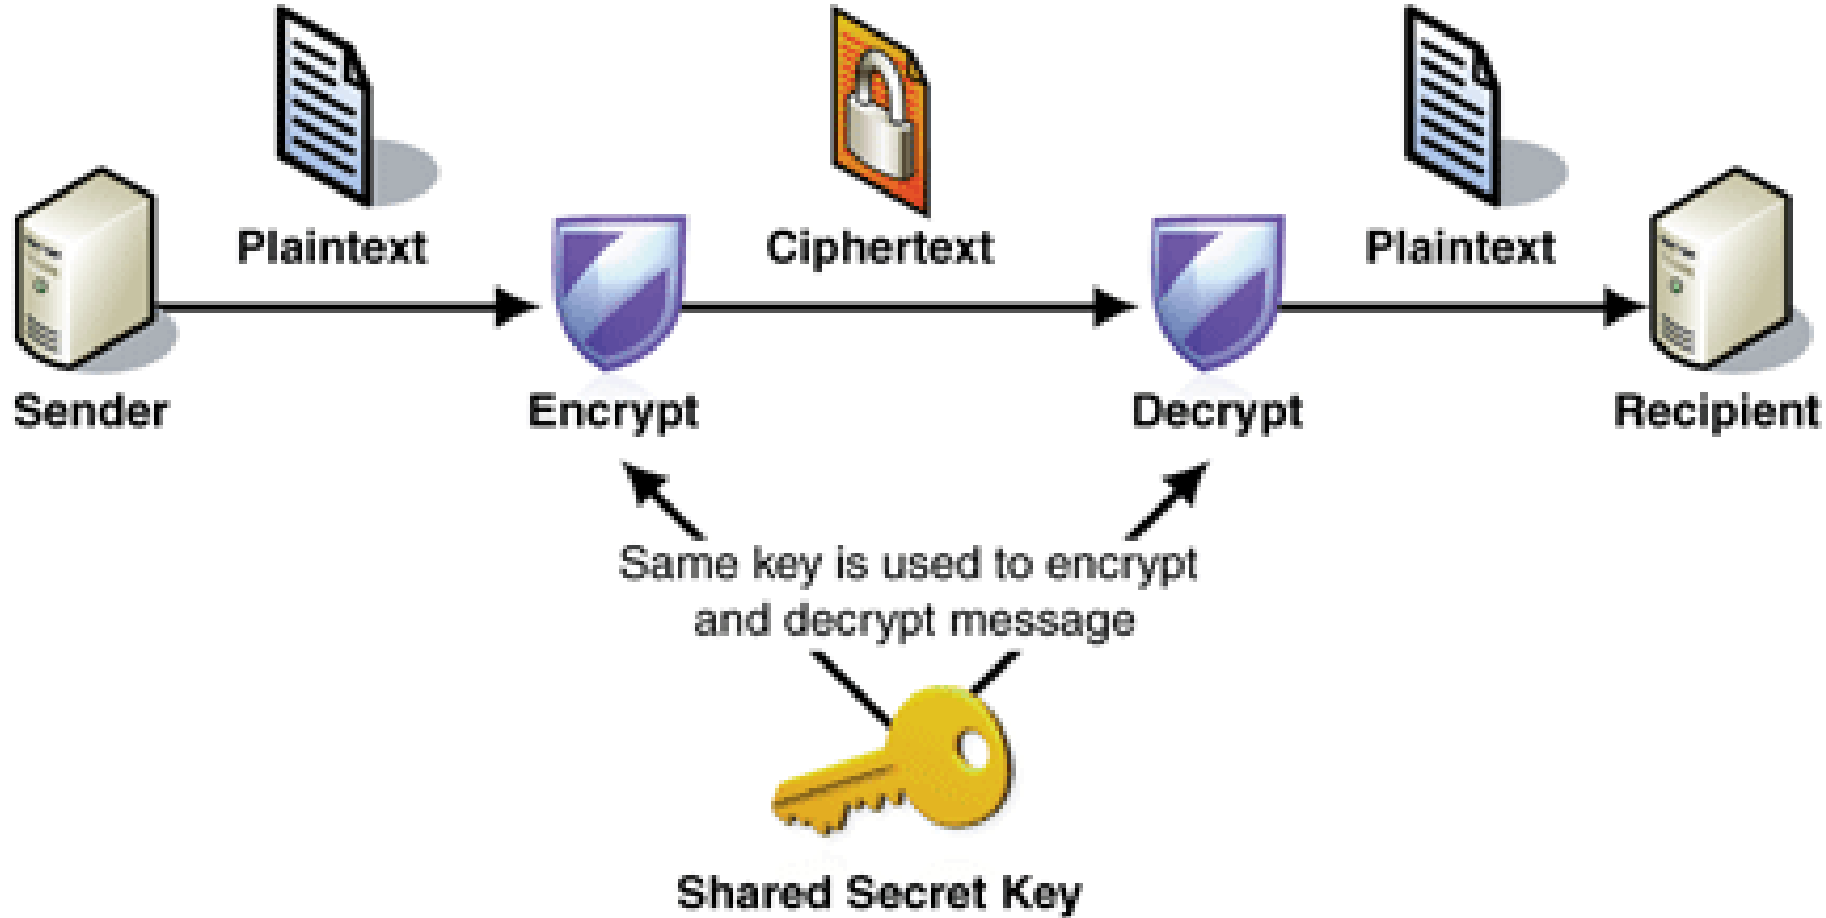 Plaintext
Ciphertext
Plaintext
Sender
Encrypt
Decrypt
Recipient
Same key is used to encrypt
and decrypt message
Shared Secret Key